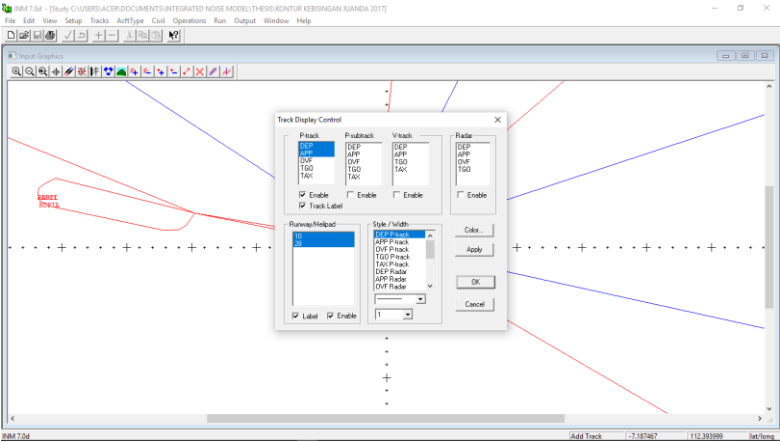 INM 7.0d - [Study C:\USERS\ACER\DOCUMENTS\INTEGRATED NOISE MODEL\THESIS\KONTUR KEBISINGAN JUANDA 2017]
File Edit View Setup Tracks AcftType Civil Operations Run Output Window Help
Input Graphics
Track Display Control
P-track P-subtrack V-track Radar
DEP DEP DEP DEP
APP APP APP APP
OVF OVF TGO OVF
TGO TGO TAX TGO
TAX TAX
Enable Enable Enable Enable
Track Label
Runway/Helipad Style / Width
10
28
DEP P-track
APP P-track
OVF P-track
TGO P-track
TAX P-track
DEP Radar
APP Radar
OVF Radar
Color...
Apply
OK
Cancel
Label Enable
1
INM 7.0d Add Track -7.187467 112.393999 lat/long